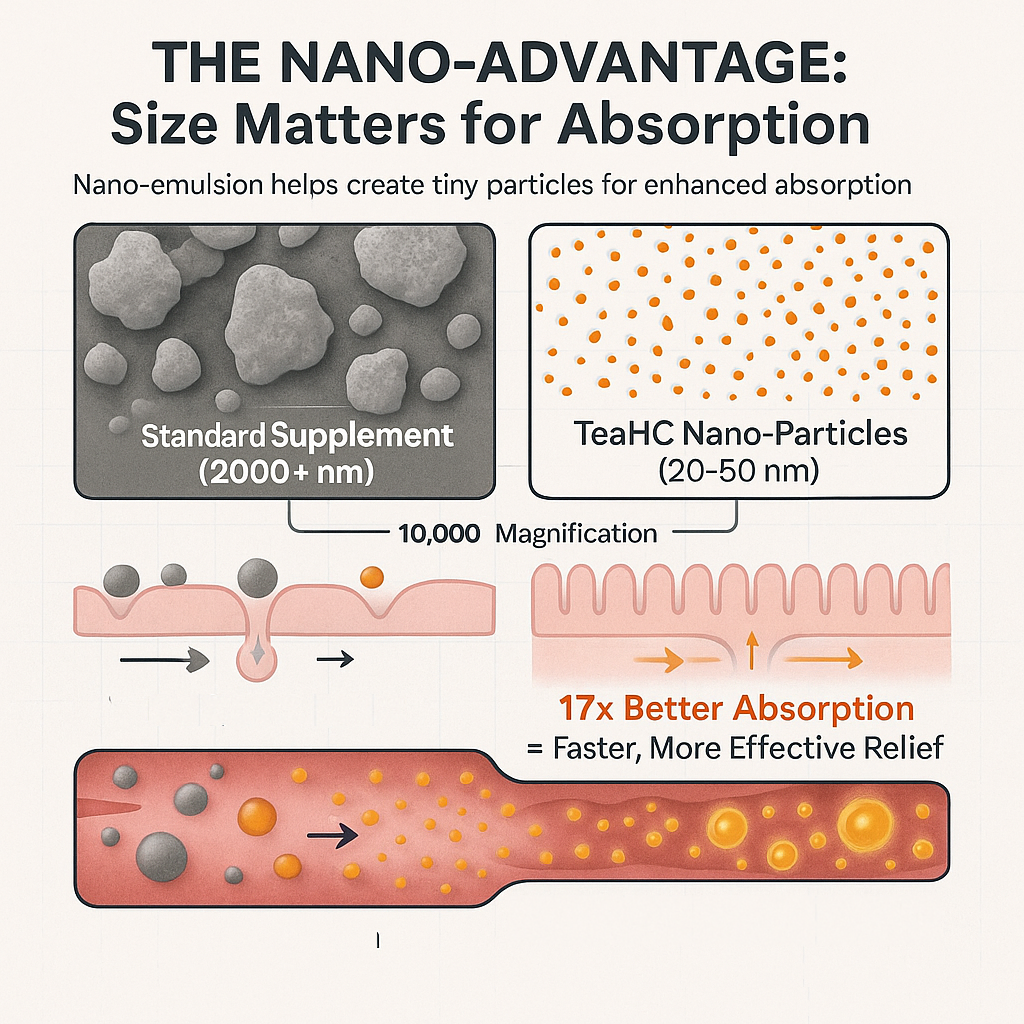 THE NANO-ADVANTAGE:
Size Matters for Absorption
Nano-emulsion helps create tiny particles for enhanced absorption
Standard Supplement
(2000+ nm)
TeaHC Nano-Particles
(20-50 nm)
10,000 Magnification
17x Better Absorption
= Faster, More Effective Relief